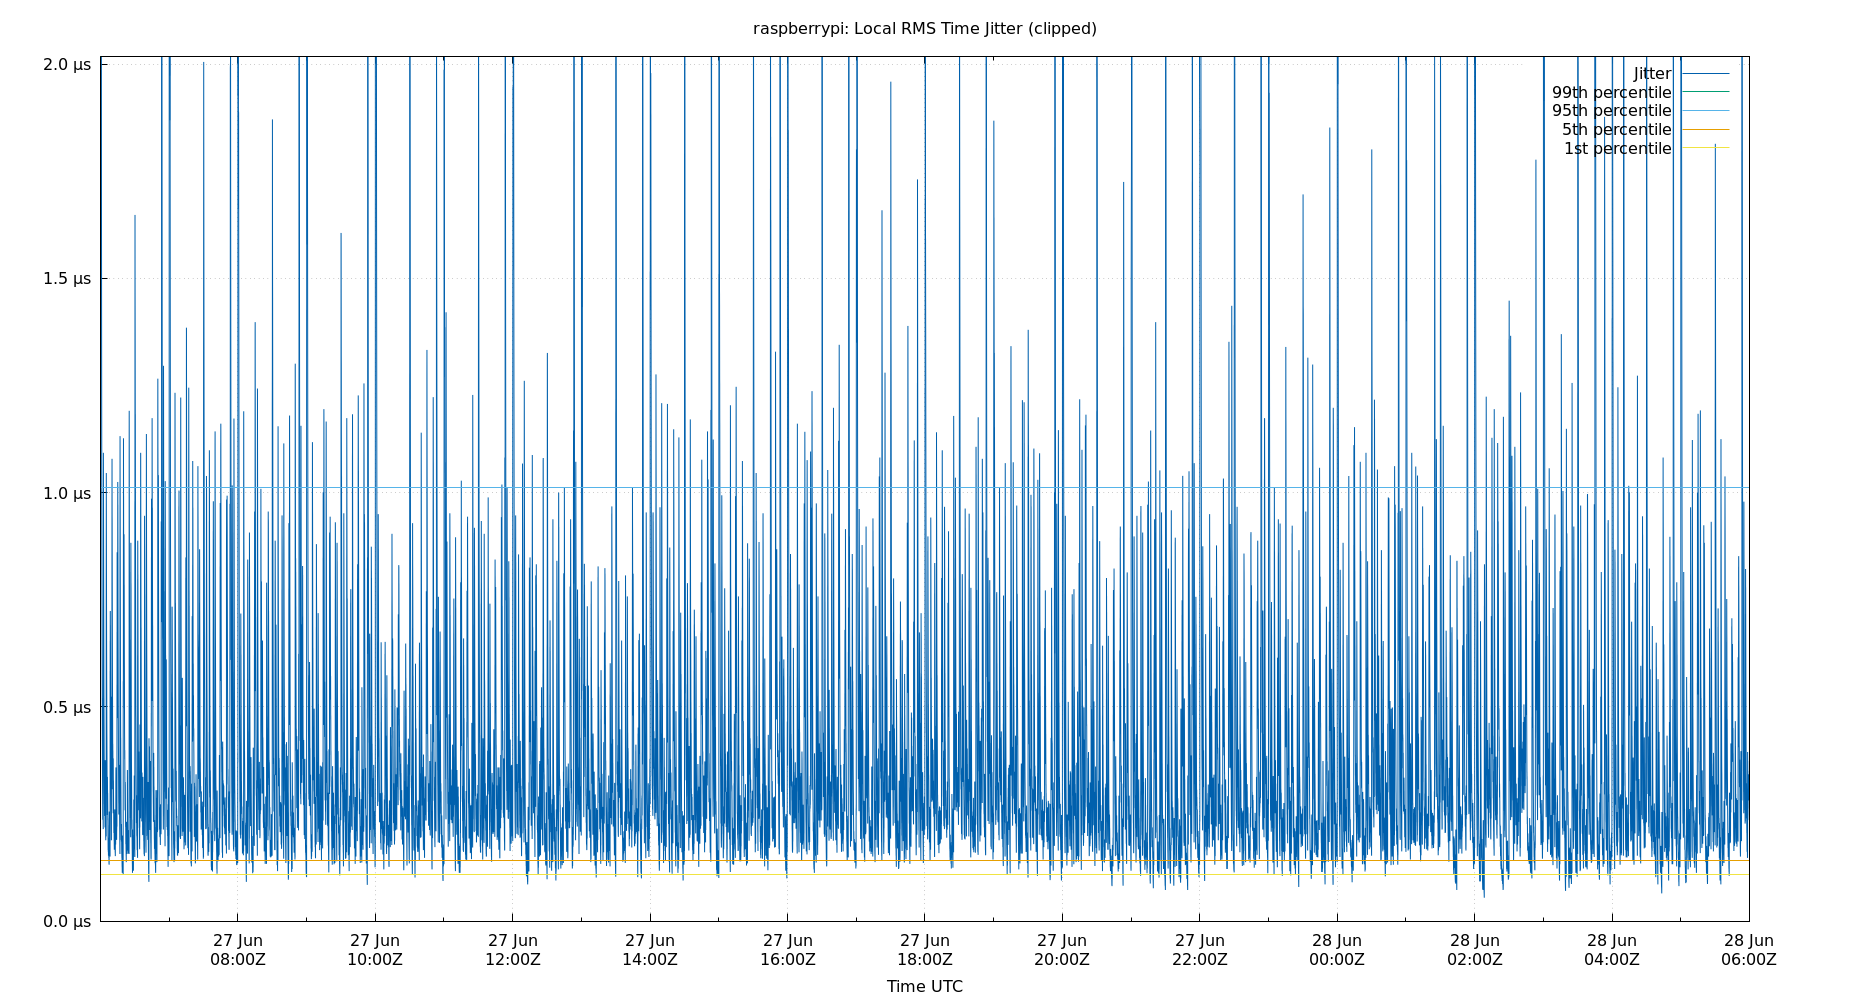 raspberrypi: Local RMS Time Jitter (clipped)
2.0 μs
1.5 μs
1.0 μs
0.5 μs
0.0 μs
Jitter
99th percentile
95th percentile
5th percentile
1st percentile
27 Jun 27 Jun 27 Jun 27 Jun 27 Jun 27 Jun 27 Jun 27 Jun 28 Jun 28 Jun 28 Jun 28 Jun
08:00Z 10:00Z 12:00Z 14:00Z 16:00Z 18:00Z 20:00Z 22:00Z 00:00Z 02:00Z 04:00Z 06:00Z
Time UTC